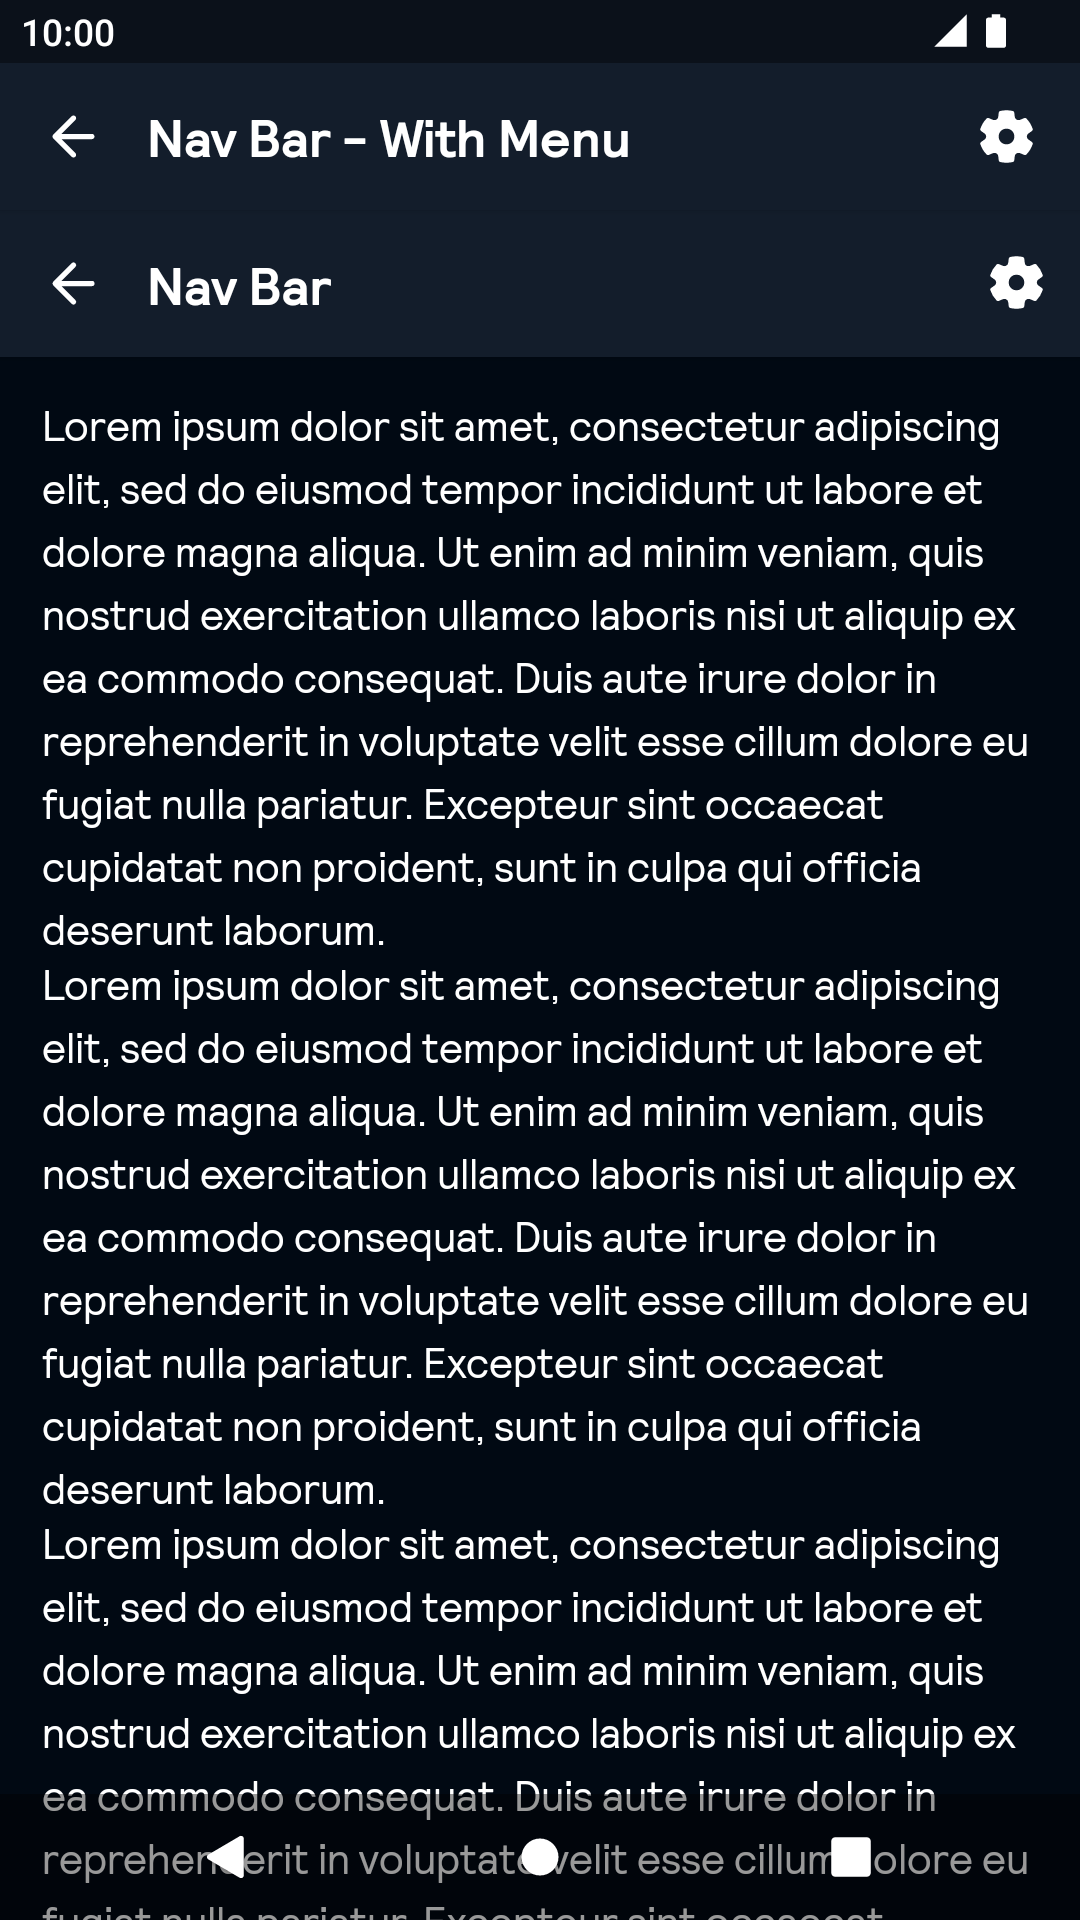 10:00
Nav Bar - With Menu
Nav Bar
Lorem ipsum dolor sit amet, consectetur adipiscing
elit, sed do eiusmod tempor incididunt ut labore et
dolore magna aliqua. Ut enim ad minim veniam, quis
nostrud exercitation ullamco laboris nisi ut aliquip ex
ea commodo consequat. Duis aute irure dolor in
reprehenderit in voluptate velit esse cillum dolore eu
fugiat nulla pariatur. Excepteur sint occaecat
cupidatat non proident, sunt in culpa qui officia
deserunt laborum.
Lorem ipsum dolor sit amet, consectetur adipiscing
elit, sed do eiusmod tempor incididunt ut labore et
dolore magna aliqua. Ut enim ad minim veniam, quis
nostrud exercitation ullamco laboris nisi ut aliquip ex
ea commodo consequat. Duis aute irure dolor in
reprehenderit in voluptate velit esse cillum dolore eu
fugiat nulla pariatur. Excepteur sint occaecat
cupidatat non proident, sunt in culpa qui officia
deserunt laborum.
Lorem ipsum dolor sit amet, consectetur adipiscing
elit, sed do eiusmod tempor incididunt ut labore et
dolore magna aliqua. Ut enim ad minim veniam, quis
nostrud exercitation ullamco laboris nisi ut aliquip ex
ea commodo consequat. Duis aute irure dolor in
reprehenderit in voluptate velit esse cillum dolore eu
fugiat nulla pariatur. Excepteur sint occaecat